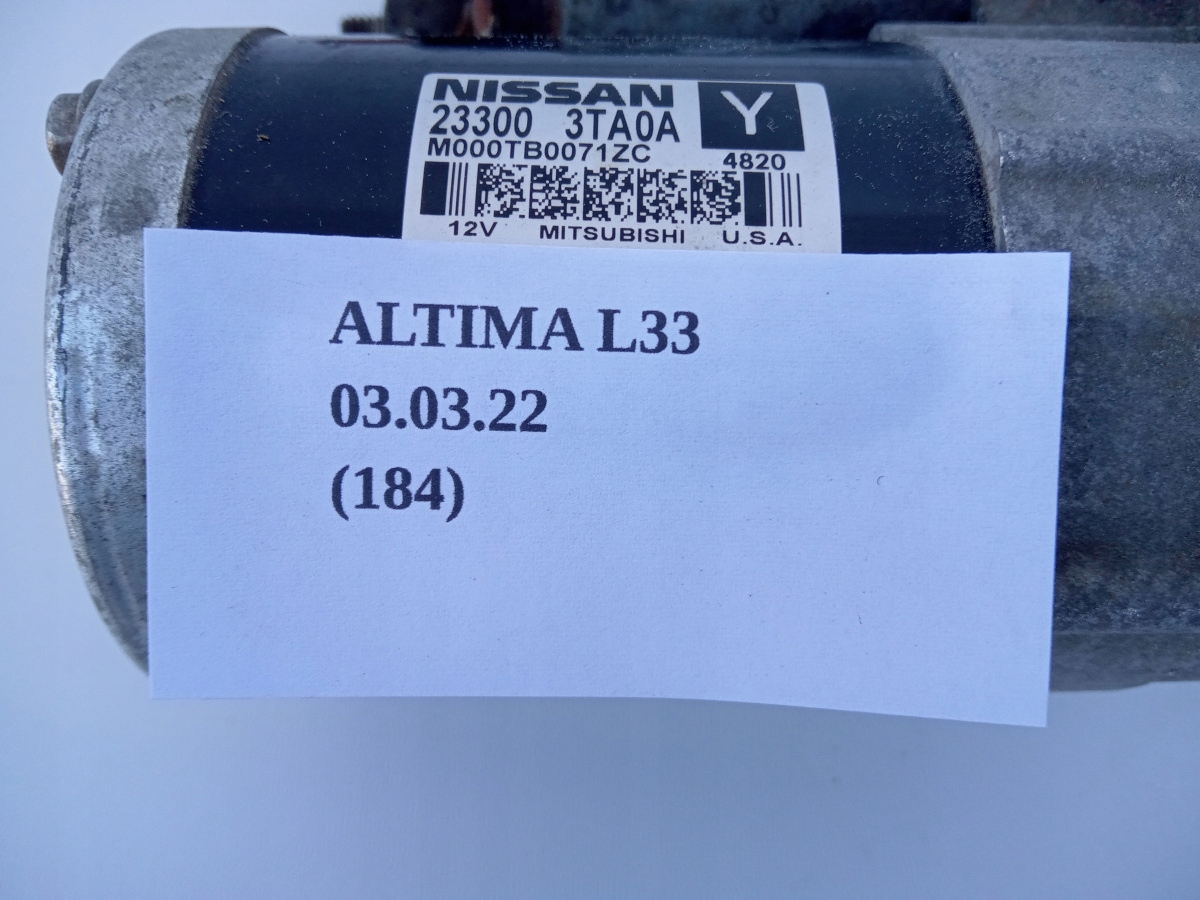 NISSAN Y
23300 3TA0A
M000TB0071ZC 4820
12V MITSUBISHI U.S.A.
ALTIMA L33
03.03.22
(184)